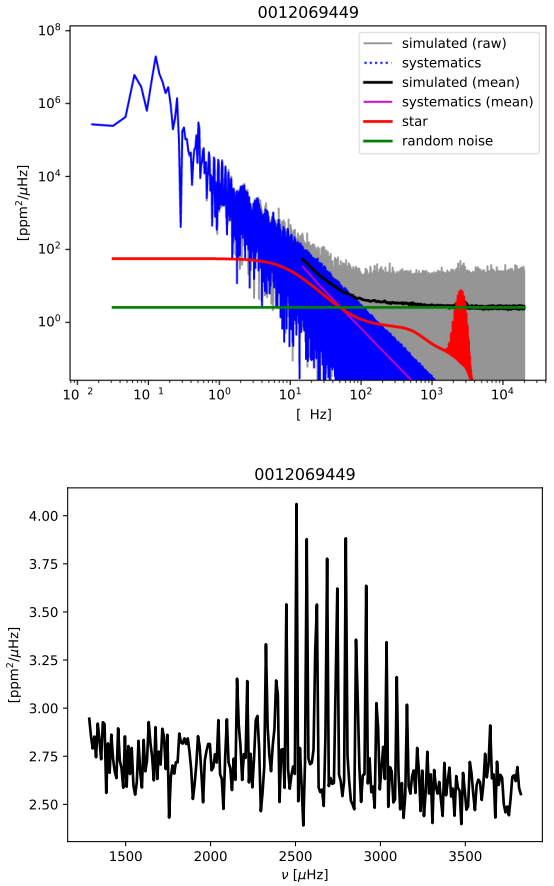 0012069449
simulated (raw)
systematics
simulated (mean)
systematics (mean)
star
random noise
[ppm²/μHz]
10⁸
10⁶
10⁴
10²
10⁰
10 ² 10 ¹ 10⁰ 10¹ 10² 10³ 10⁴
[ Hz]
0012069449
[ppm²/μHz]
4.00
3.75
3.50
3.25
3.00
2.75
2.50
1500 2000 2500 3000 3500
ν [μHz]